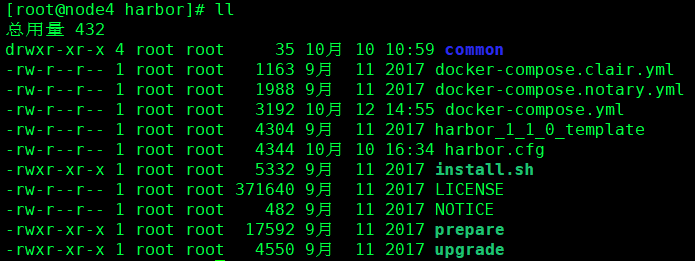 [root@node4 harbor]# ll
总用量 432
drwxr-xr-x 4 root root     35 10月 10 10:59 common
-rw-r--r-- 1 root root   1163 9月  11 2017 docker-compose.clair.yml
-rw-r--r-- 1 root root   1988 9月  11 2017 docker-compose.notary.yml
-rw-r--r-- 1 root root   3192 10月 12 14:55 docker-compose.yml
-rw-r--r-- 1 root root   4304 9月  11 2017 harbor_1_1_0_template
-rw-r--r-- 1 root root   4344 10月 10 16:34 harbor.cfg
-rwxr-xr-x 1 root root   5332 9月  11 2017 install.sh
-rw-r--r-- 1 root root 371640 9月  11 2017 LICENSE
-rw-r--r-- 1 root root    482 9月  11 2017 NOTICE
-rwxr-xr-x 1 root root  17592 9月  11 2017 prepare
-rwxr-xr-x 1 root root   4550 9月  11 2017 upgrade